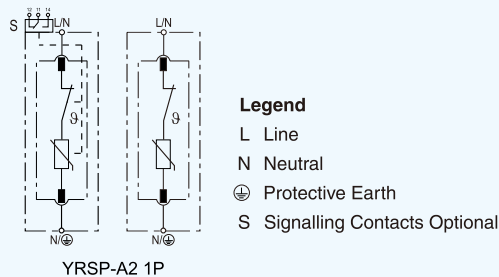 12 11 14
S L/N L/N
ϑ ϑ
N/⏚ N/⏚
YRSP-A2 1P
Legend
L Line
N Neutral
⏚ Protective Earth
S Signalling Contacts Optional